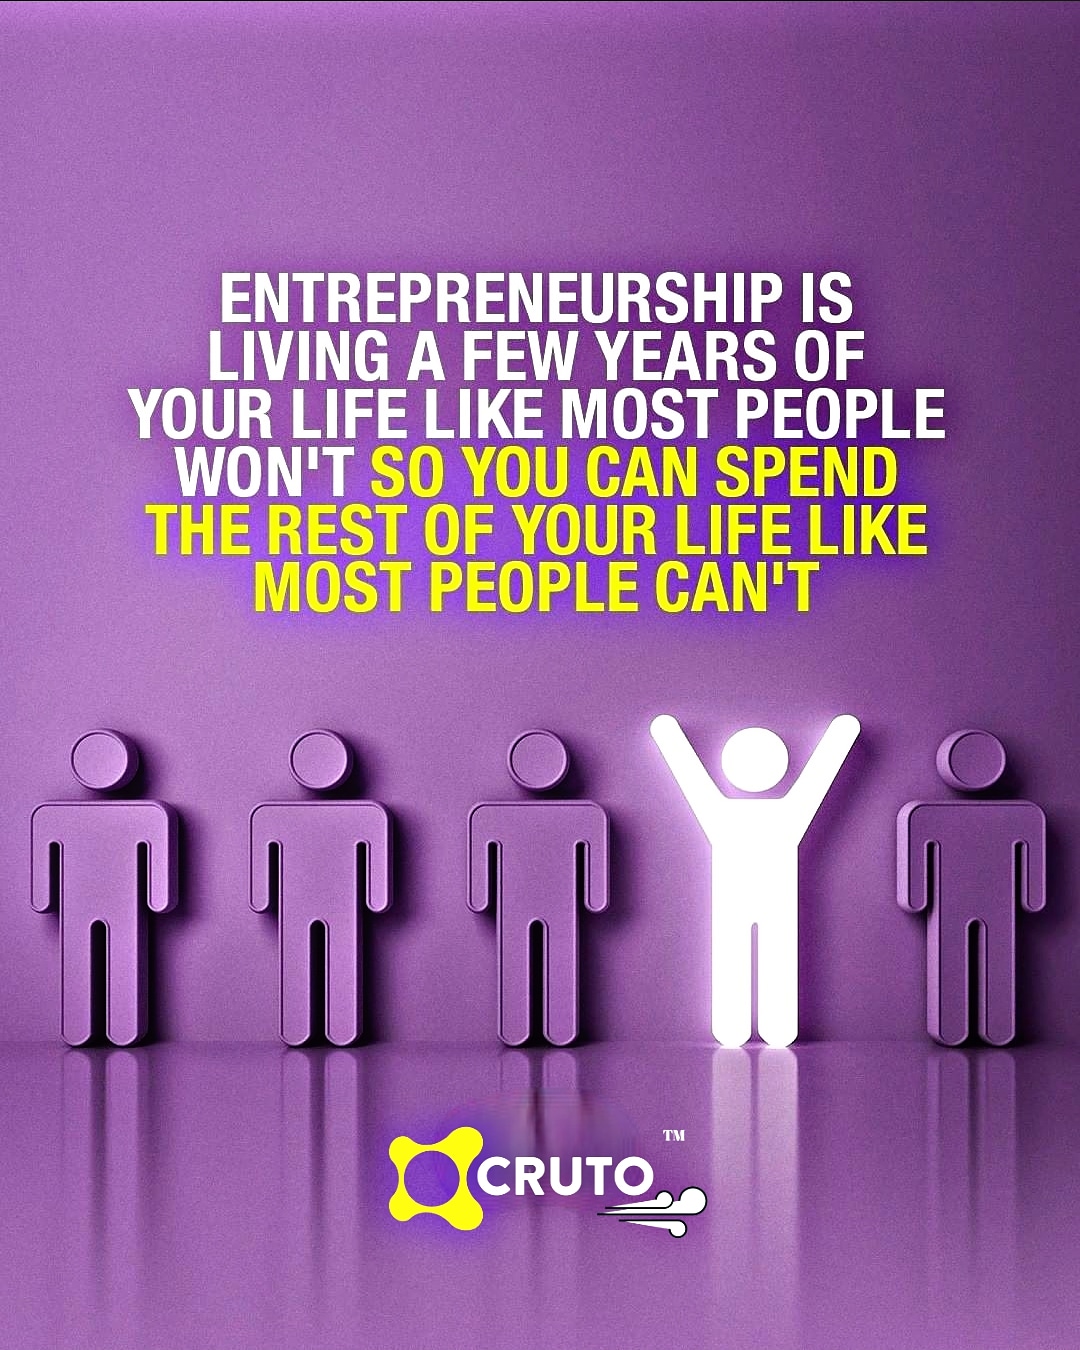 ENTREPRENEURSHIP IS
LIVING A FEW YEARS OF
YOUR LIFE LIKE MOST PEOPLE
WON'T SO YOU CAN SPEND
THE REST OF YOUR LIFE LIKE
MOST PEOPLE CAN'T
CRUTO TM